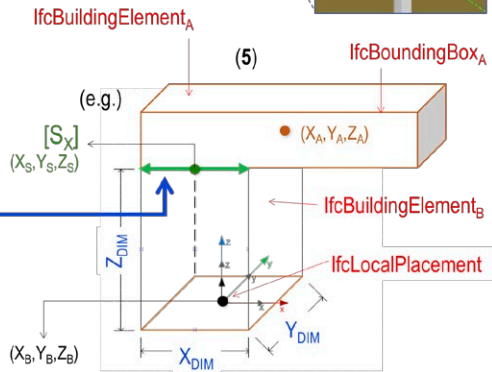 IfcBuildingElementA
(5)
IfcBoundingBoxA
(e.g.)
[SX]
(XS,YS,ZS)
(XA,YA,ZA)
IfcBuildingElementB
ZDIM
z
z
y
y
IfcLocalPlacement
x
x
(XB,YB,ZB)
XDIM
YDIM